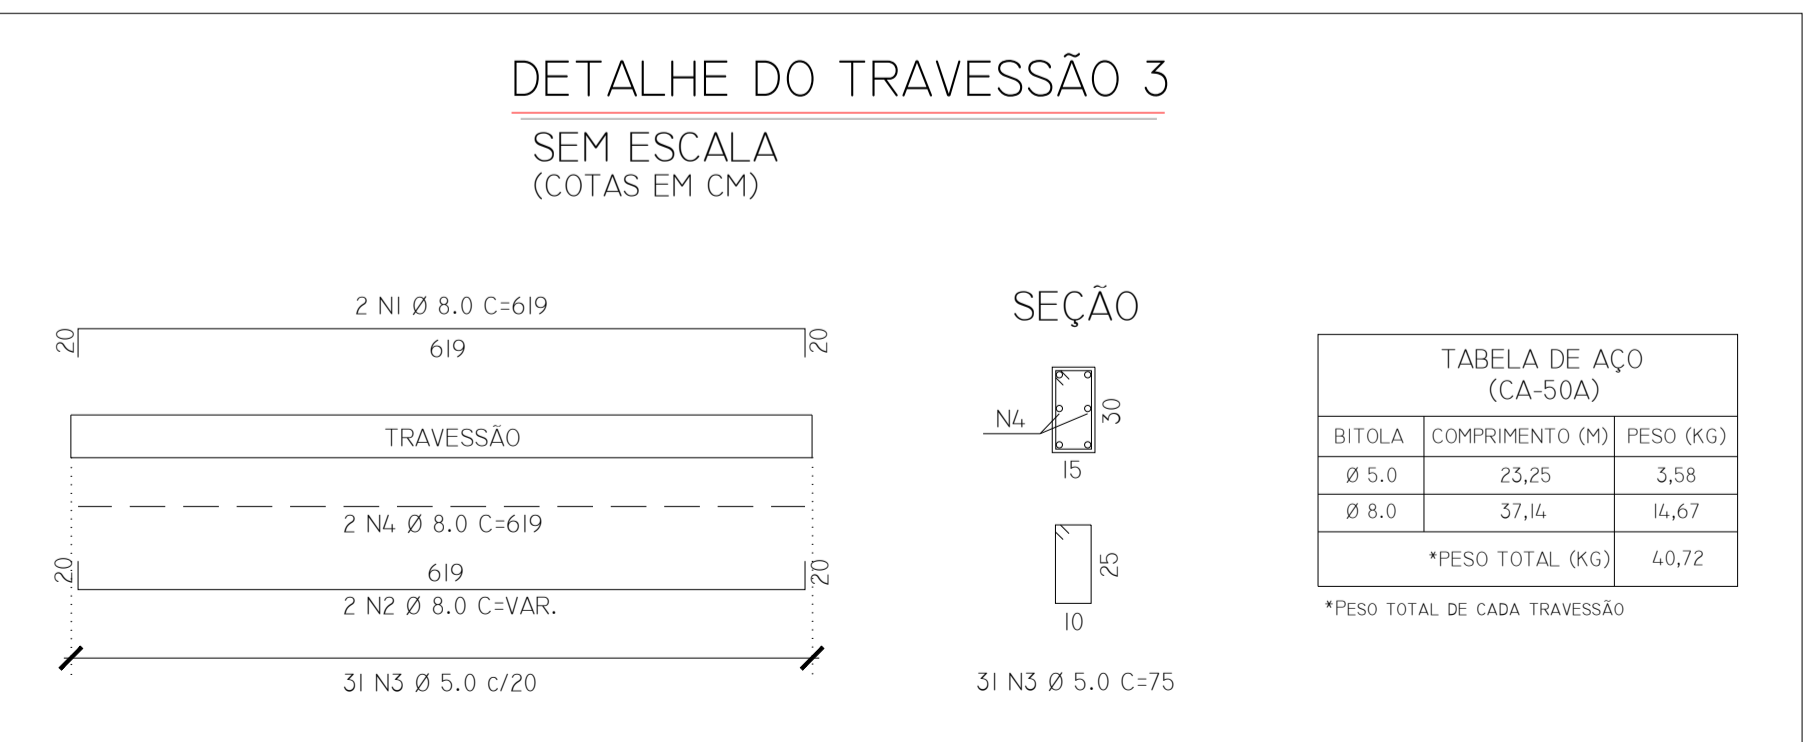 DETALHE DO TRAVESSÃO 3
SEM ESCALA
(COTAS EM CM)
2 N1 Ø 8.0 C=619
20
619
20
TRAVESSÃO
2 N4 Ø 8.0 C=619
20
619
20
2 N2 Ø 8.0 C=VAR.
31 N3 Ø 5.0 c/20
SEÇÃO
N4
30
15
25
10
31 N3 Ø 5.0 C=75
TABELA DE AÇO
(CA-50A)
BITOLA COMPRIMENTO (M) PESO (KG)
Ø 5.0 23,25 3,58
Ø 8.0 37,14 14,67
*PESO TOTAL (KG) 40,72
*PESO TOTAL DE CADA TRAVESSÃO